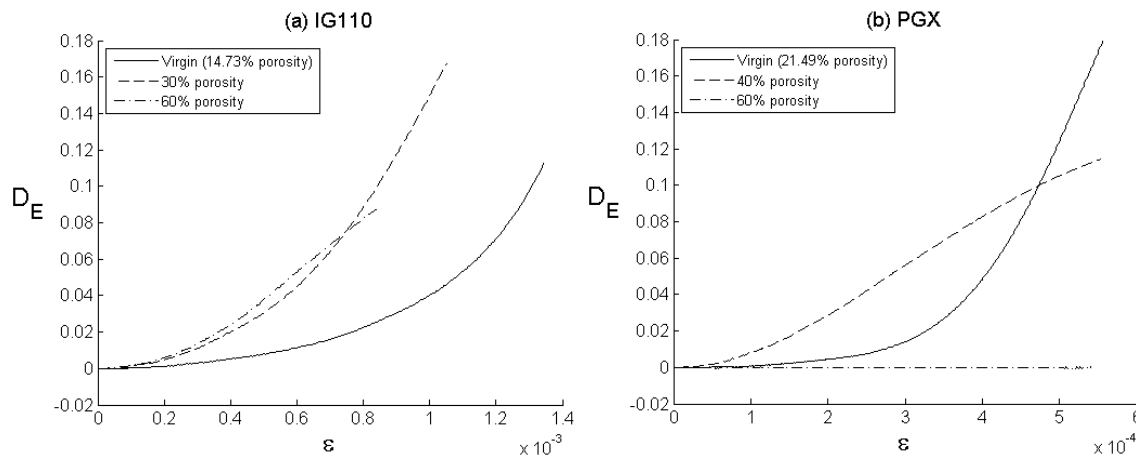 (a) IG110
0.18
0.16
0.14
0.12
0.1
0.08
0.06
0.04
0.02
0
-0.02
D_E
Virgin (14.73% porosity)
30% porosity
60% porosity
0 0.2 0.4 0.6 0.8 1 1.2 1.4
ε
x 10⁻³
(b) PGX
0.18
0.16
0.14
0.12
0.1
0.08
0.06
0.04
0.02
0
-0.02
D_E
Virgin (21.49% porosity)
40% porosity
60% porosity
0 1 2 3 4 5 6
ε
x 10⁻⁴